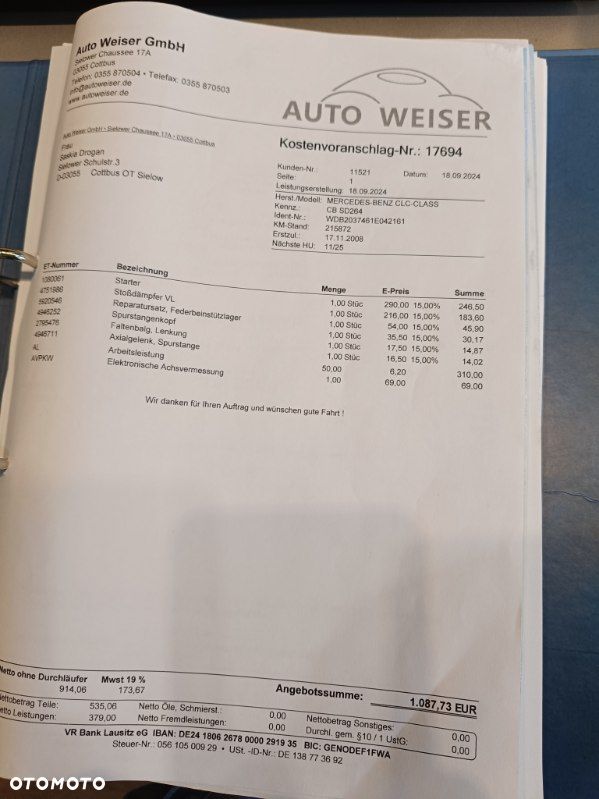 Auto Weiser GmbH
Sielower Chaussee 17A
03055 Cottbus
Telefon: 0355 870504 • Telefax: 0355 870503
info@autoweiser.de
www.autoweiser.de
AUTO WEISER
Auto Weiser GmbH • Sielower Chaussee 17A • 03055 Cottbus
Frau
Saskia Drogan
Sielower Schulstr.3
D-03055 Cottbus OT Sielow
Kostenvoranschlag-Nr.: 17694
Kunden-Nr.: 11521 Datum: 18.09.2024
Seite: 1
Leistungserstellung: 18.09.2024
Herst./Modell: MERCEDES-BENZ CLC-CLASS
Kennz.: CB SD264
Ident-Nr.: WDB2037461E042161
KM-Stand: 215872
Erstzul.: 17.11.2008
Nächste HU: 11/25
ET-Nummer Bezeichnung Menge E-Preis Summe
1080061 Starter 1,00 Stüc 290,00 15,00% 246,50
4751988 Stoßdämpfer VL 1,00 Stüc 216,00 15,00% 183,60
5920546 Reparatursatz, Federbeinstützlager 1,00 Stüc 54,00 15,00% 45,90
4946252 Spurstangenkopf 1,00 Stüc 35,50 15,00% 30,17
2765476 Faltenbalg, Lenkung 1,00 Stüc 17,50 15,00% 14,87
4946711 Axialgelenk, Spurstange 1,00 Stüc 16,50 15,00% 14,02
AL Arbeitsleistung 50,00 6,20 310,00
AVPKW Elektronische Achsvermessung 1,00 69,00 69,00
Wir danken für Ihren Auftrag und wünschen gute Fahrt !
Netto ohne Durchläufer Mwst 19 % Angebotssumme: 1.087,73 EUR
914,06 173,67
Nettobetrag Teile: 535,06 Netto Öle, Schmierst.: 0,00 Nettobetrag Sonstiges: 0,00
Netto Leistungen: 379,00 Netto Fremdleistungen: 0,00 Durchl. gem. §10 / 1 UstG: 0,00
VR Bank Lausitz eG IBAN: DE24 1806 2678 0000 2919 35 BIC: GENODEF1FWA
Steuer-Nr.: 056 105 009 29 • USt. -ID-Nr.: DE 138 77 36 92
OTOMOTO